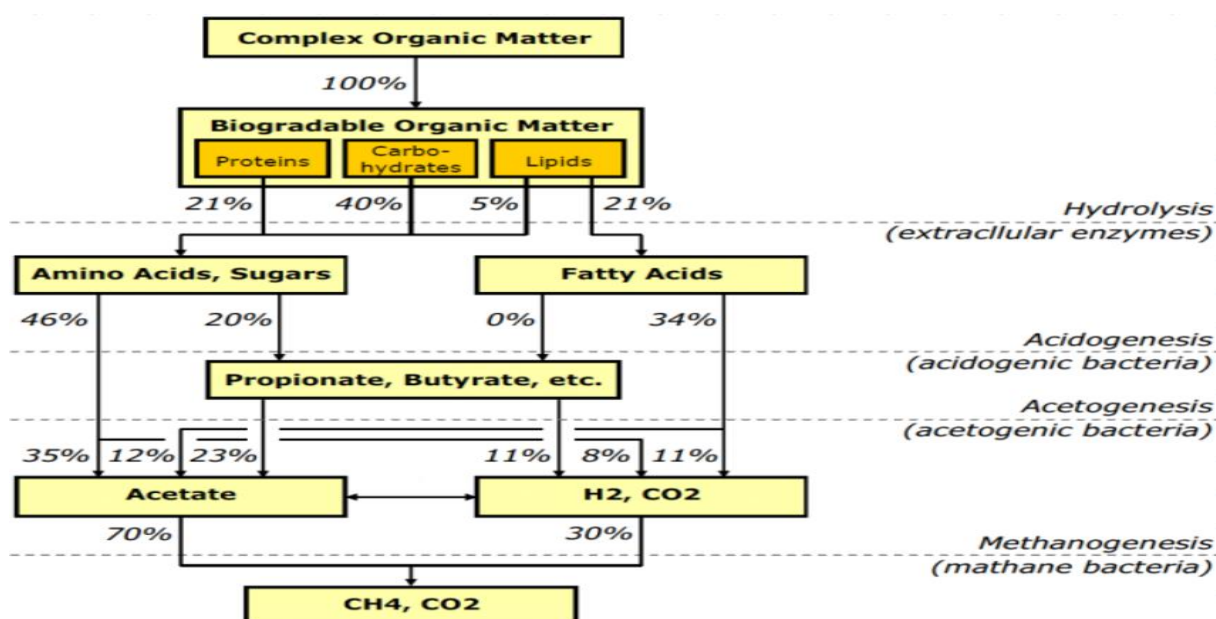 Complex Organic Matter
100%
Biogradable Organic Matter
Proteins
Carbo-
hydrates
Lipids
21%
40%
5%
21%
Hydrolysis
(extracllular enzymes)
Amino Acids, Sugars
Fatty Acids
46%
20%
0%
34%
Acidogenesis
(acidogenic bacteria)
Propionate, Butyrate, etc.
Acetogenesis
(acetogenic bacteria)
35%
12%
23%
11%
8%
11%
Acetate
H2, CO2
70%
30%
Methanogenesis
(mathane bacteria)
CH4, CO2